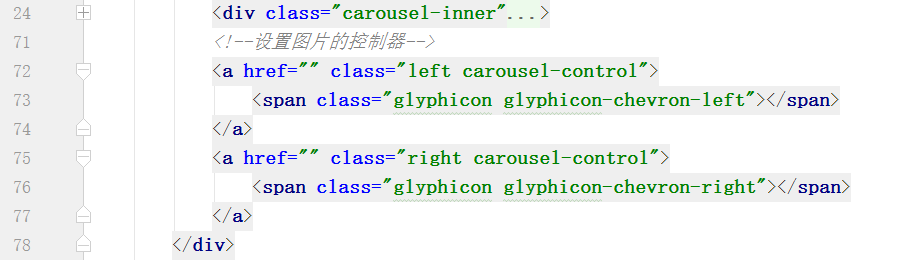 24 <div class="carousel-inner"...>
71 <!--设置图片的控制器-->
72 <a href="" class="left carousel-control">
73 <span class="glyphicon glyphicon-chevron-left"></span>
74 </a>
75 <a href="" class="right carousel-control">
76 <span class="glyphicon glyphicon-chevron-right"></span>
77 </a>
78 </div>